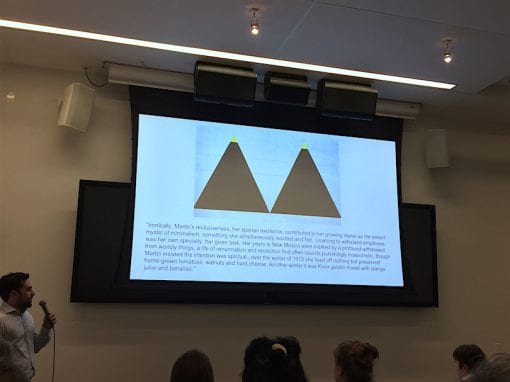 "Ironically, Martin's reclusiveness, her spartan existence, contributed to her growing status as the desert
mystic of minimalism, something she simultaneously resisted and fed. Learning to withstand emptiness
was her own specialty, her given task. Her years in New Mexico were marked by a profound withdrawal
from worldly things, a life of renunciation and restriction that often sounds punishingly masochistic, though
Martin insisted the intention was spiritual...over the winter of 1973 she lived off nothing but preserved
home-grown tomatoes, walnuts and hard cheese. Another winter it was Knox gelatin mixed with orange
juice and bananas."